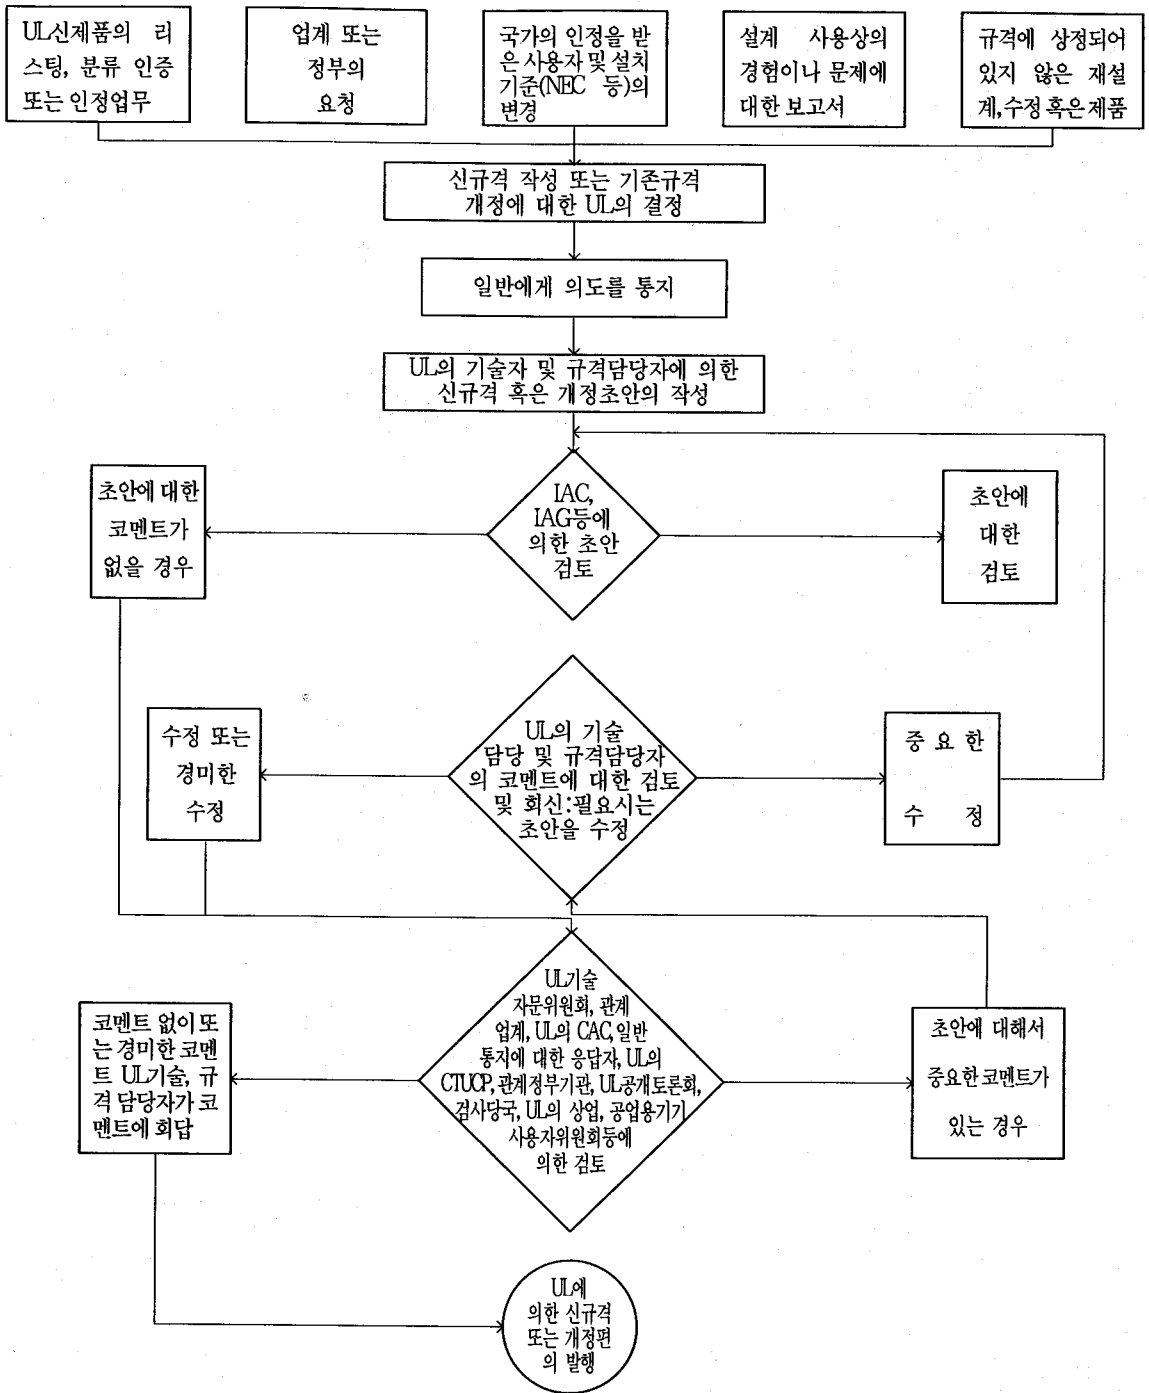 UL신제품의 리
스팅, 분류 인증
또는 인정업무
업계 또는
정부의
요청
국가의 인정을 받
은 사용자 및 설치
기준(NEC 등)의
변경
설계 사용상의
경험이나 문제에
대한 보고서
규격에 상정되어
있지 않은 재설
계,수정 혹은 제품
신규격 작성 또는 기존규격
개정에 대한 UL의 결정
일반에게 의도를 통지
UL의 기술자 및 규격담당자에 의한
신규격 혹은 개정초안의 작성
초안에 대한
코멘트가
없을 경우
IAC,
IAG등에
의한 초안
검토
초안에
대한
검토
수정 또는
경미한
수정
UL의 기술
담당 및 규격담당자
의 코멘트에 대한 검토
및 회신:필요시는
초안을 수정
중 요 한
수 정
코멘트 없이 또
는 경미한 코멘
트 UL기술, 규
격 담당자가 코
멘트에 회답
UL기술
자문위원회, 관계
업계, UL의 CAC,일반
통지에 대한 응답자, UL의
CTUCP,관계정부기관, UL공개토론회,
검사당국, UL의 상업, 공업용기기
사용자위원회등에
의한 검토
초안에 대해서
중요한코멘트가
있는 경우
UL에
의한 신규격
또는 개정편
의 발행